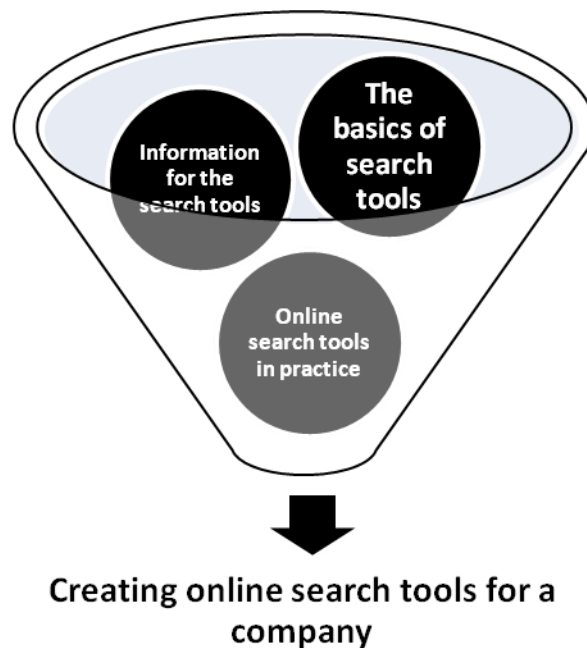 The
basics of
search
tools
Information
for the
search tools
Online
search tools
in practice
Creating online search tools for a
company